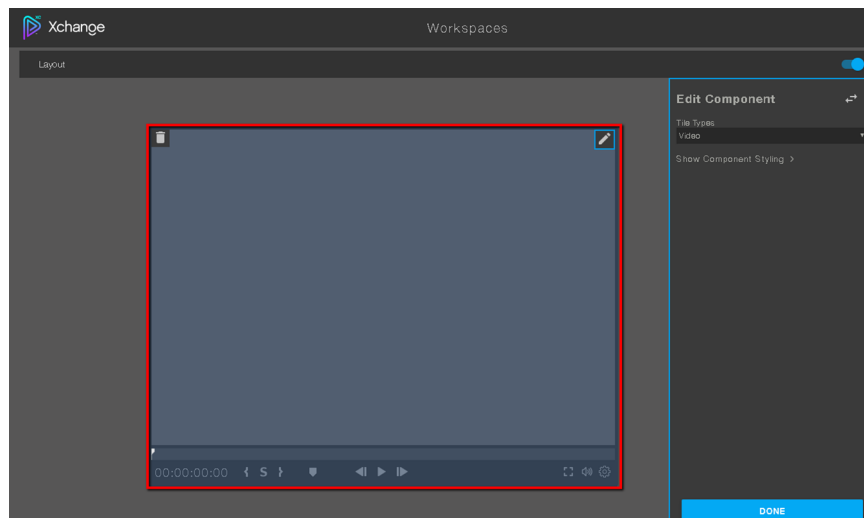 Xchange
Workspaces
Layout
Edit Component
Tile Types
Video
Show Component Styling >
00:00:00:00 { S }
DONE